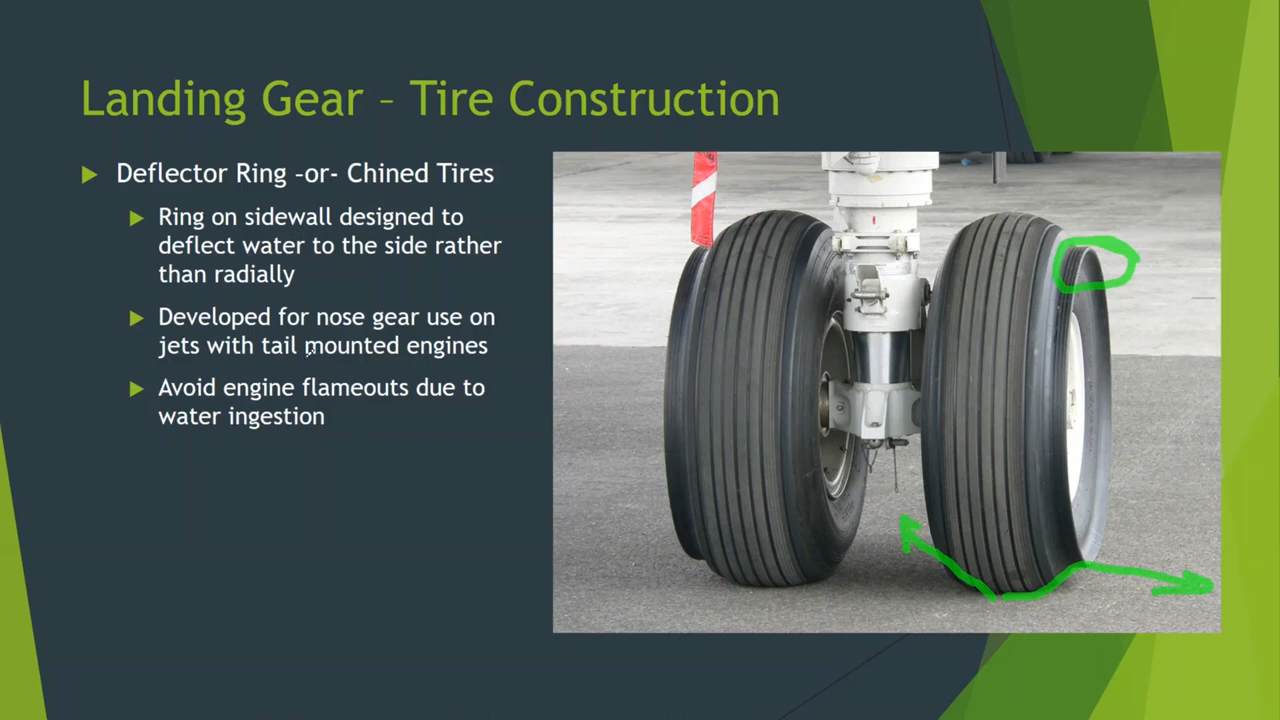 Landing Gear – Tire Construction
Deflector Ring -or- Chined Tires
Ring on sidewall designed to
deflect water to the side rather
than radially
Developed for nose gear use on
jets with tail mounted engines
Avoid engine flameouts due to
water ingestion